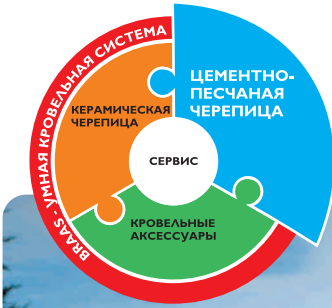 BRAAS - УМНАЯ КРОВЕЛЬНАЯ СИСТЕМА
ЦЕМЕНТНО-
ПЕСЧАНАЯ
ЧЕРЕПИЦА
КЕРАМИЧЕСКАЯ
ЧЕРЕПИЦА
СЕРВИС
КРОВЕЛЬНЫЕ
АКСЕССУАРЫ